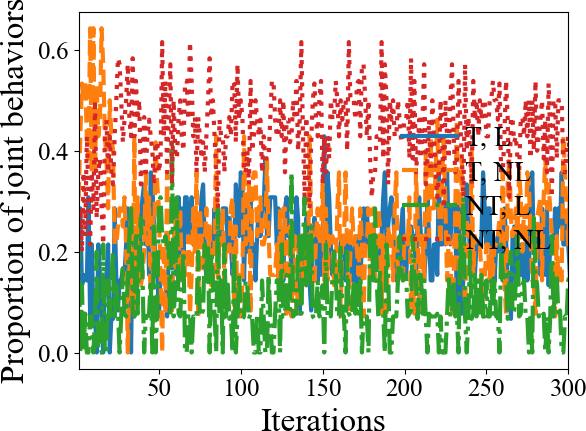 Proportion of joint behaviors
0.6
0.4
0.2
0.0
T, L
T, NL
NT, L
NT, NL
50
100
150
200
250
300
Iterations